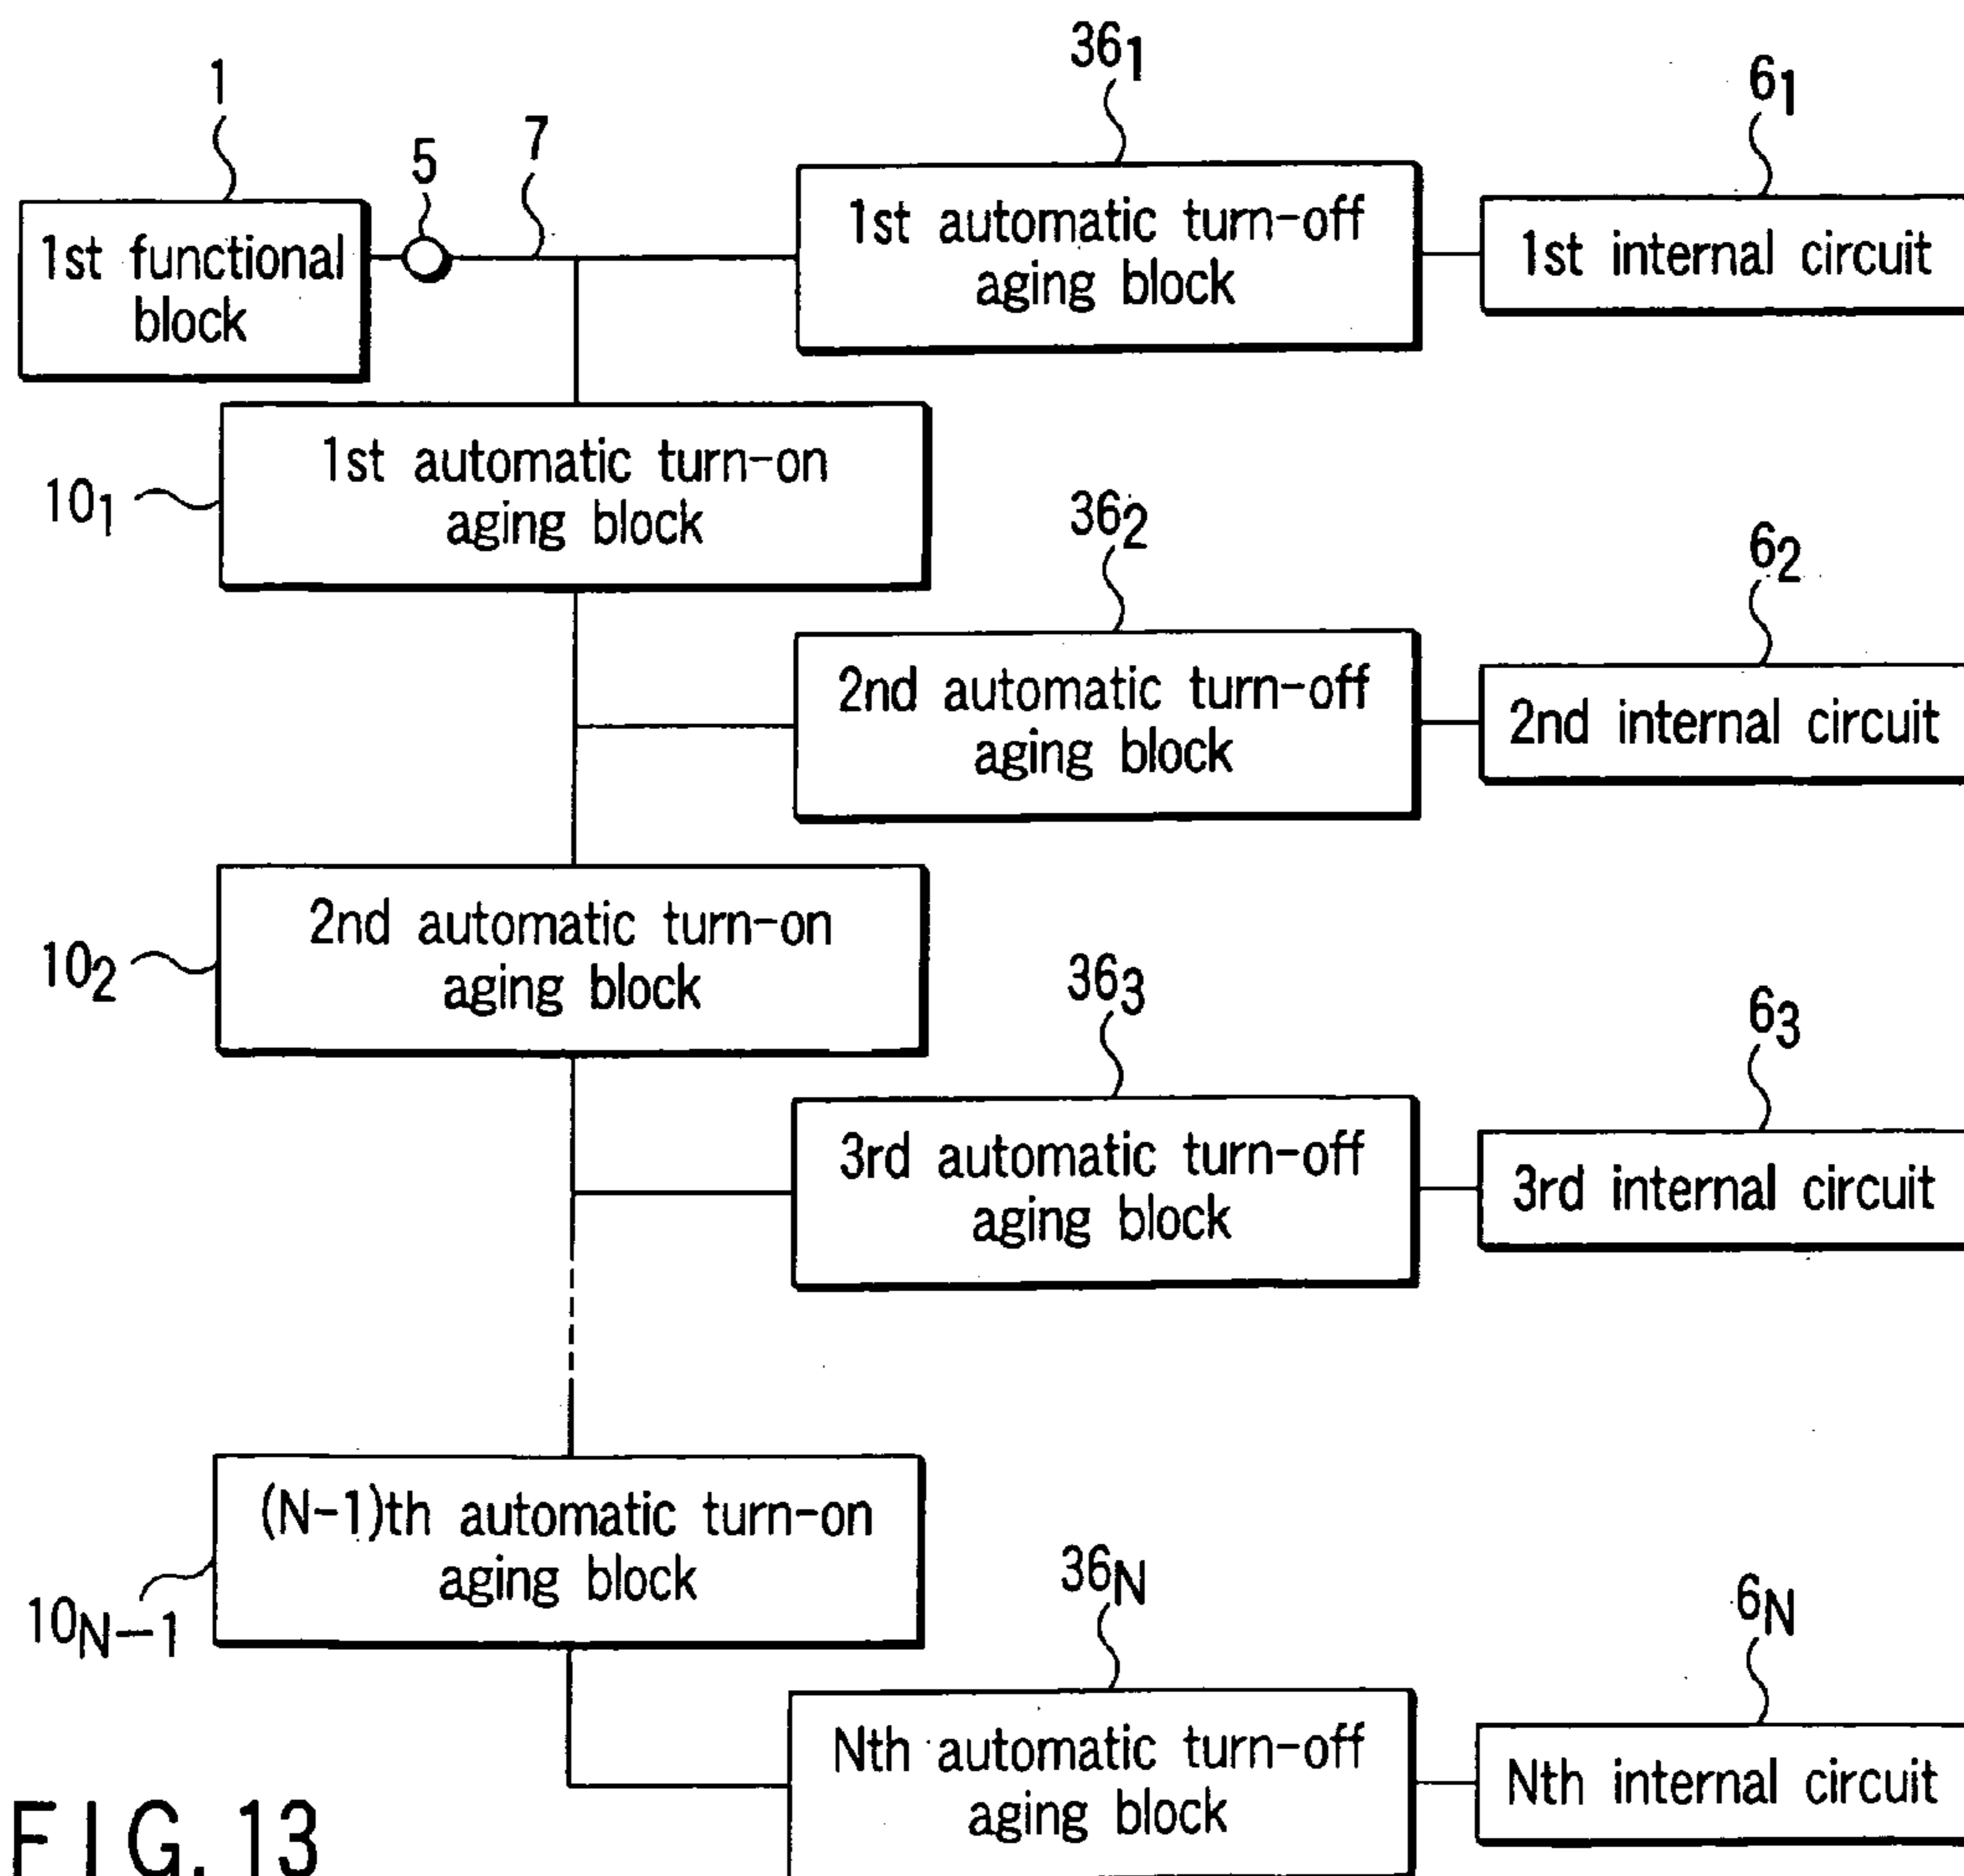 36₁
6₁
1
5
7
1st functional
block
1st automatic turn-off
aging block
1st internal circuit
10₁
1st automatic turn-on
aging block
36₂
6₂
2nd automatic turn-off
aging block
2nd internal circuit
10₂
2nd automatic turn-on
aging block
36₃
6₃
3rd automatic turn-off
aging block
3rd internal circuit
10N-1
(N-1)th automatic turn-on
aging block
36N
6N
Nth automatic turn-off
aging block
Nth internal circuit
FIG. 13